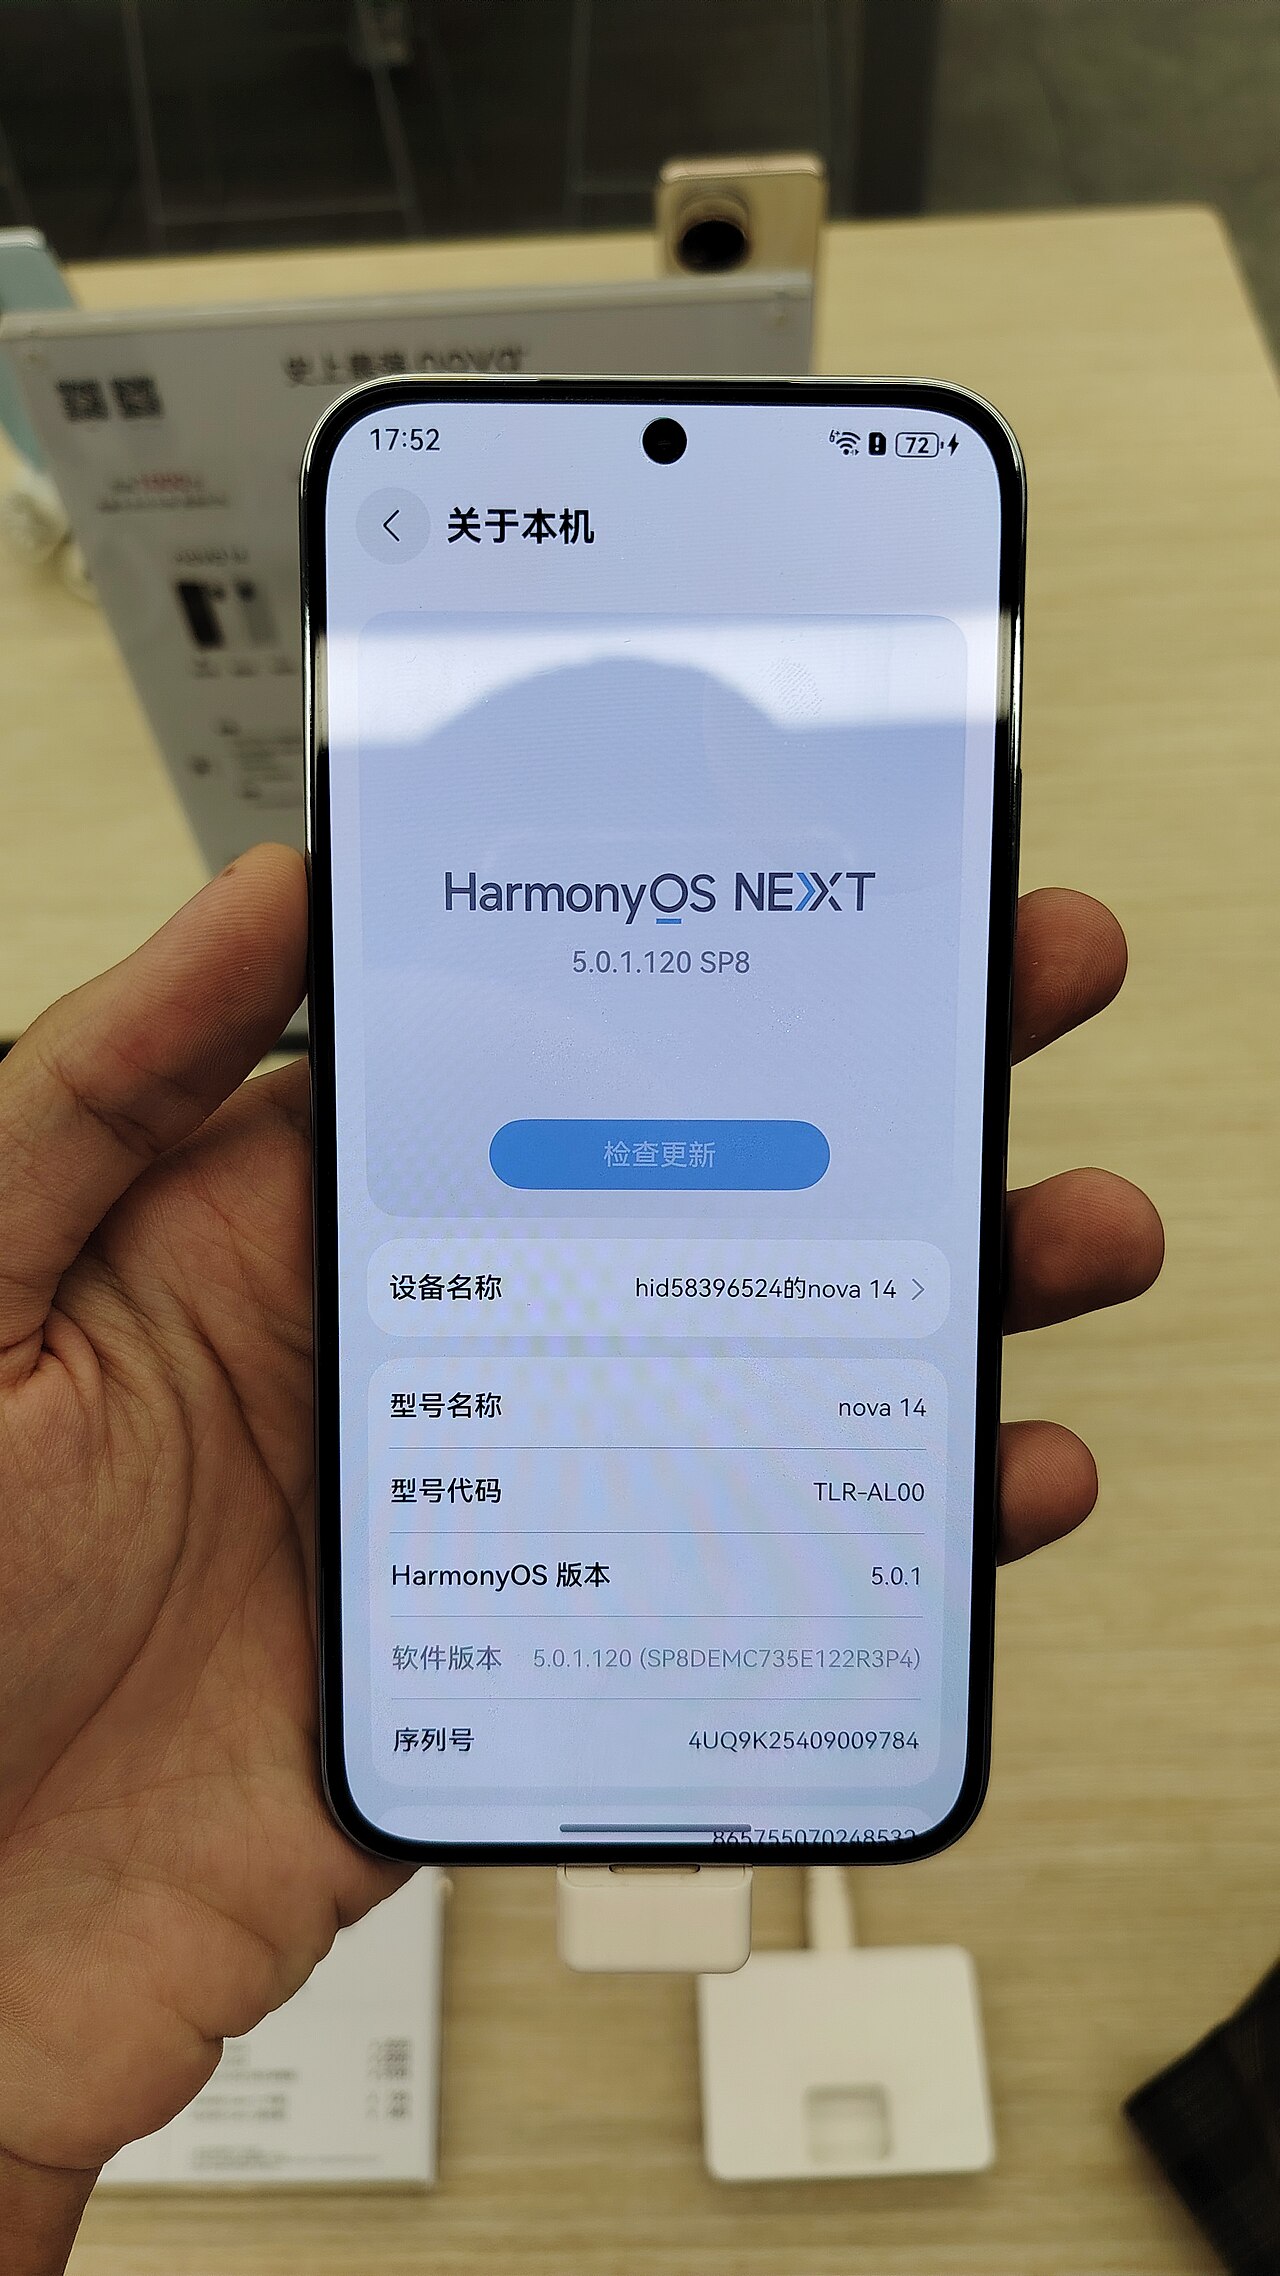 nova
17:52
72
关于本机
HarmonyOS NEXT
5.0.1.120 SP8
检查更新
设备名称 hid58396524的nova 14
型号名称 nova 14
型号代码 TLR-AL00
HarmonyOS 版本 5.0.1
软件版本 5.0.1.120 (SP8DEMC735E122R3P4)
序列号 4UQ9K25409009784
865755070248532